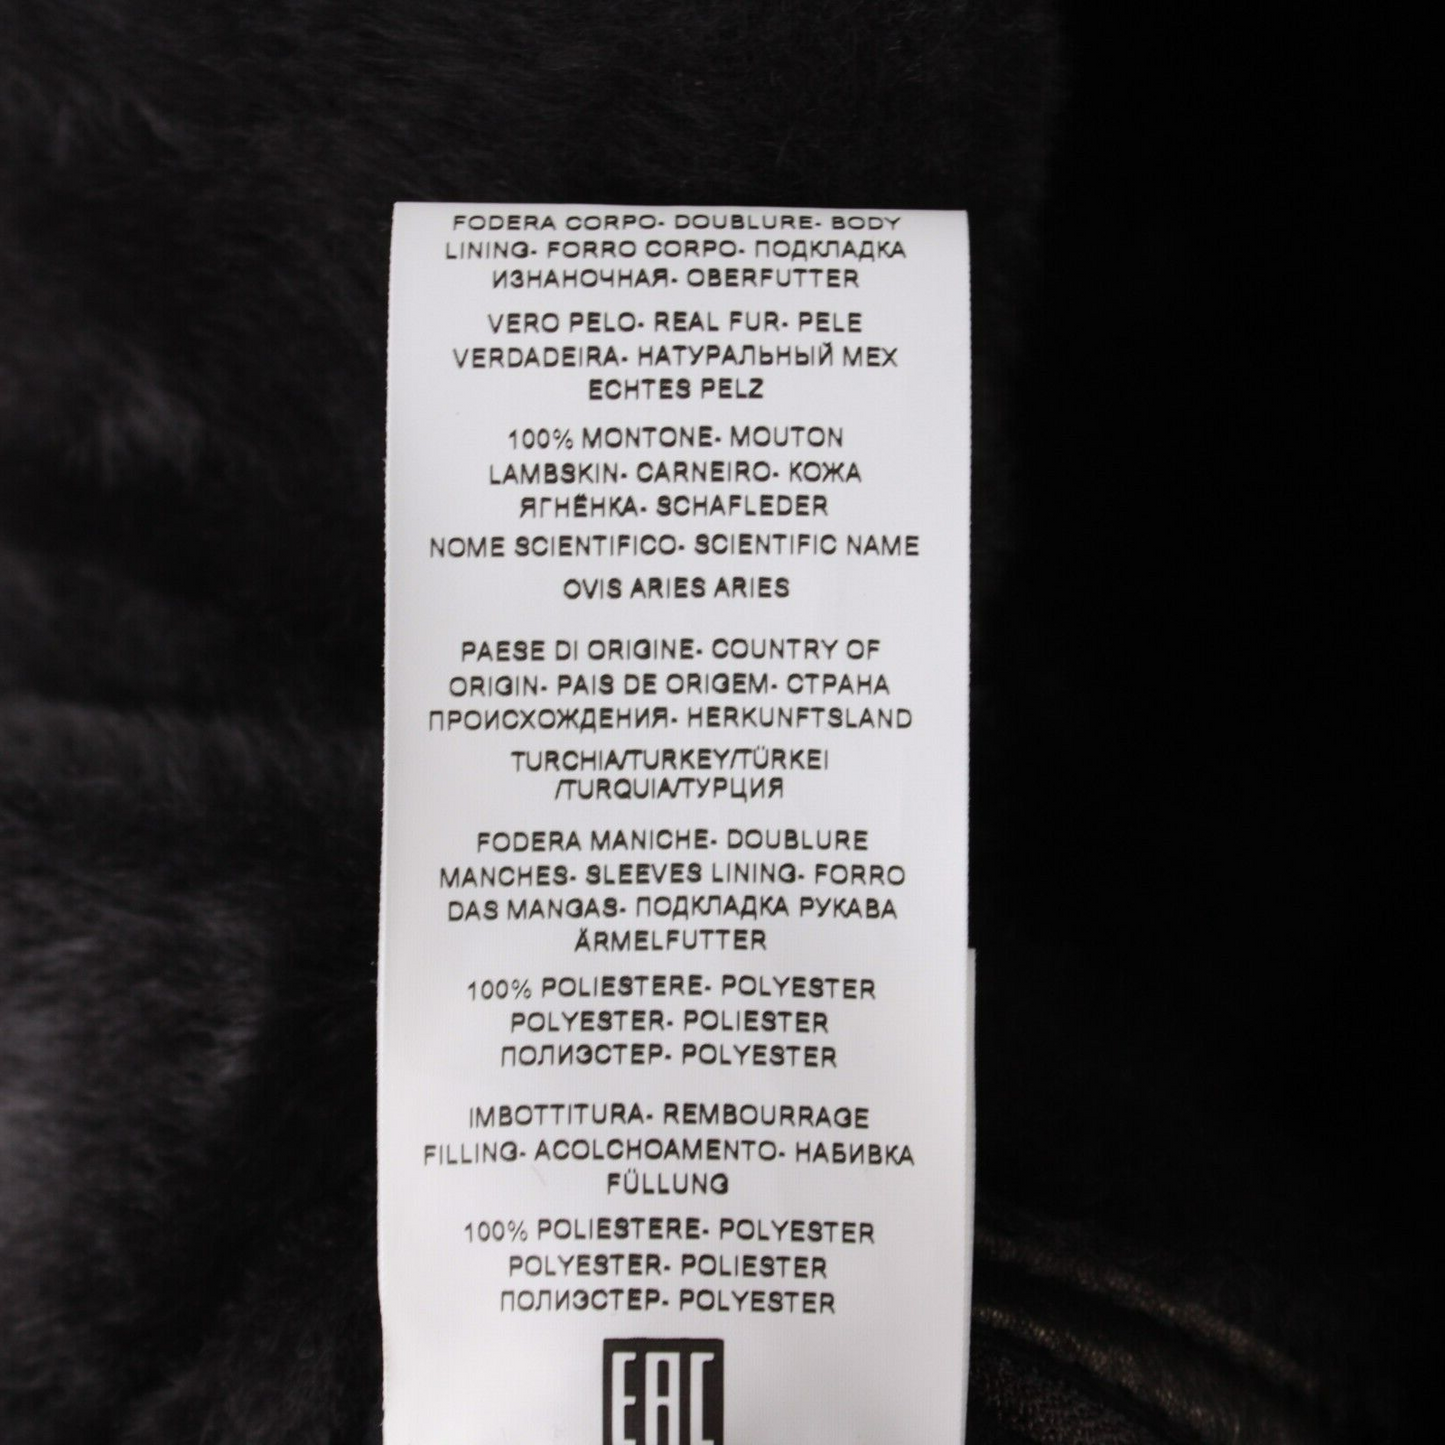 FODERA CORPO- DOUBLURE- BODY
LINING- FORRO CORPO- ПОДКЛАДКА
ИЗНАНОЧНАЯ- OBERFUTTER
VERO PELO- REAL FUR- PELE
VERDADEIRA- НАТУРАЛЬНЫЙ МЕХ
ECHTES PELZ
100% MONTONE- MOUTON
LAMBSKIN- CARNEIRO- КОЖА
ЯГНЁНКА- SCHAFLEDER
NOME SCIENTIFICO- SCIENTIFIC NAME
OVIS ARIES ARIES
PAESE DI ORIGINE- COUNTRY OF
ORIGIN- PAIS DE ORIGEM- СТРАНА
ПРОИСХОЖДЕНИЯ- HERKUNFTSLAND
TURCHIA/TURKEY/TÜRKEI
/TURQUIA/ТУРЦИЯ
FODERA MANICHE- DOUBLURE
MANCHES- SLEEVES LINING- FORRO
DAS MANGAS- ПОДКЛАДКА РУКАВА
ÄRMELFUTTER
100% POLIESTERE- POLYESTER
POLYESTER- POLIESTER
ПОЛИЭСТЕР- POLYESTER
IMBOTTITURA- REMBOURRAGE
FILLING- ACOLCHOAMENTO- НАБИВКА
FÜLLUNG
100% POLIESTERE- POLYESTER
POLYESTER- POLIESTER
ПОЛИЭСТЕР- POLYESTER
EAC